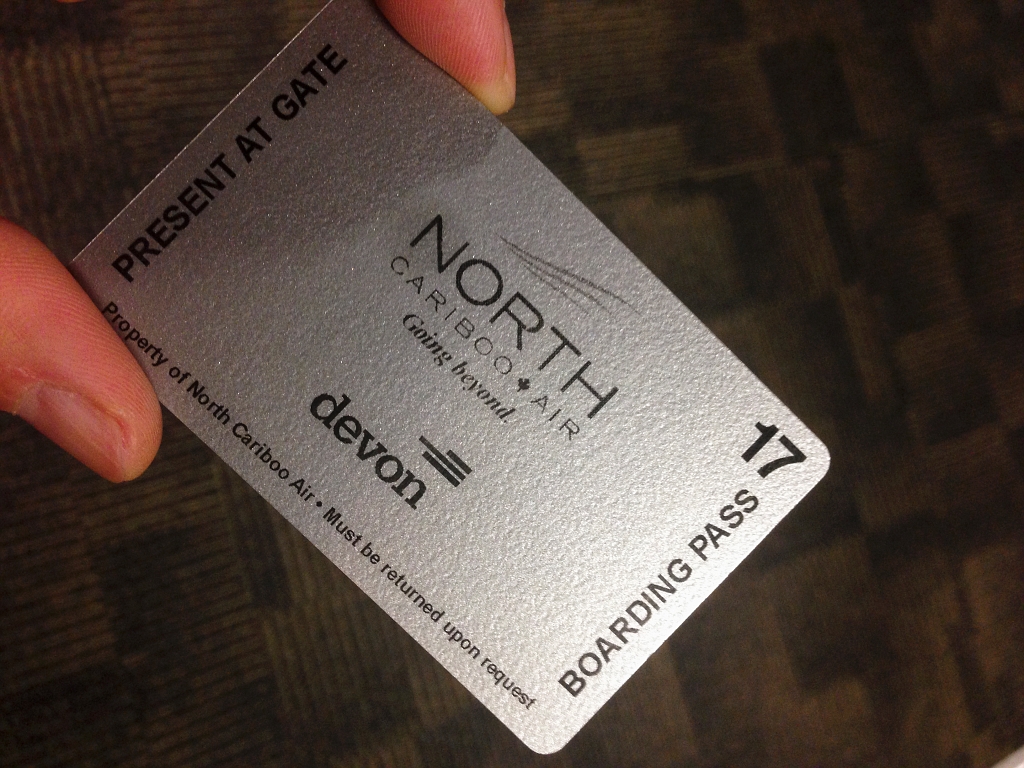 PRESENT AT GATE
NORTH
CARIBOO AIR
Going beyond.
devon
Property of North Cariboo Air • Must be returned upon request
17
BOARDING PASS